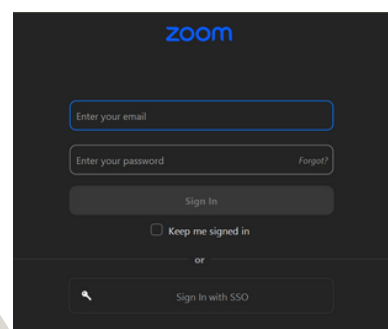 zoom
Enter your email
Enter your password Forgot?
Sign In
Keep me signed in
or
Sign In with SSO